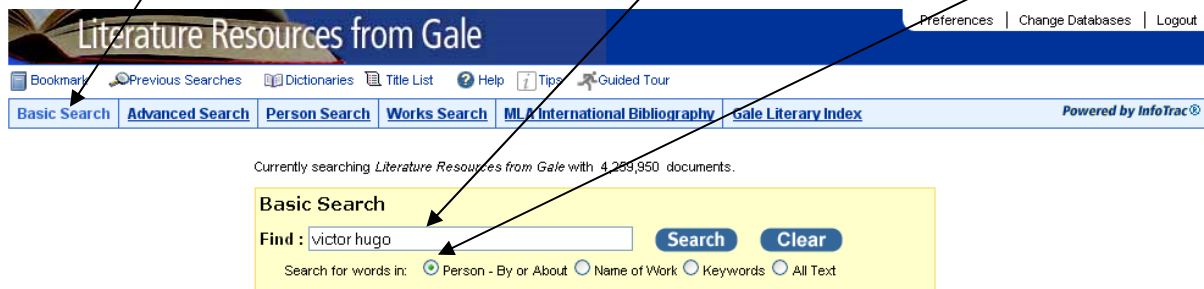 Literature Resources from Gale
Preferences | Change Databases | Logout
Bookmark Previous Searches Dictionaries Title List Help Tips Guided Tour
Basic Search Advanced Search Person Search Works Search MLA International Bibliography Gale Literary Index Powered by InfoTrac®
Currently searching Literature Resources from Gale with 4,259,950 documents.
Basic Search
Find : victor hugo Search Clear
Search for words in: Person - By or About Name of Work Keywords All Text